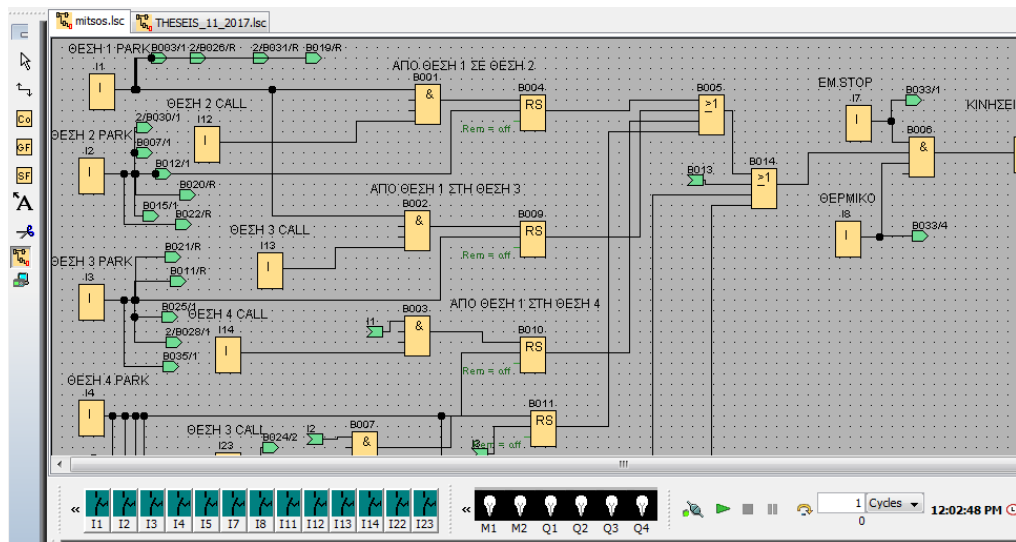 mitsos.lsc THESEIS_11_2017.lsc
ΘΕΣΗ 1 PARK B003/1 2/B026/R 2/B031/R B019/R
ΑΠΟ ΘΕΣΗ 1 ΣΕ ΘΕΣΗ 2
I1
I
B001
&
B004
RS
Rem = off
B005
>1
EM.STOP
I7
I
B033/1
ΚΙΝΗΣΕΙ
B006
&
ΘΕΣΗ 2 CALL
I12
I
2/B030/1
ΘΕΣΗ 2 PARK
B007/1
I2
I
B012/1
B020/R
B015/1
B022/R
ΑΠΟ ΘΕΣΗ 1 ΣΤΗ ΘΕΣΗ 3
B002
&
B009
RS
Rem = off
B013
B014
>1
ΘΕΡΜΙΚΟ
I8
I
B033/4
ΘΕΣΗ 3 CALL
I13
I
B021/R
ΘΕΣΗ 3 PARK
B011/R
I3
I
B025/1
ΘΕΣΗ 4 CALL
2/B028/1
I14
I
B035/1
ΑΠΟ ΘΕΣΗ 1 ΣΤΗ ΘΕΣΗ 4
I1
B003
&
B010
RS
Rem = off
ΘΕΣΗ 4 PARK
I4
I
B011
RS
Rem = off
ΘΕΣΗ 3 CALL
I23
B024/2
I2
B007
&
I3
Co
GF
SF
A
I1 I2 I3 I4 I5 I7 I8 I11 I12 I13 I14 I22 I23
M1 M2 Q1 Q2 Q3 Q4
1 Cycles
0
12:02:48 PM